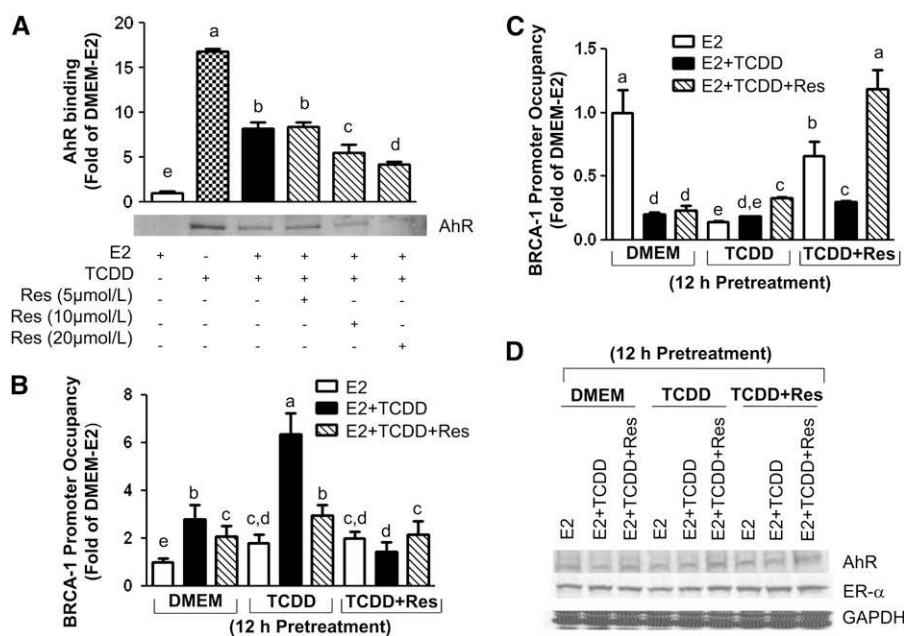 A
AhR binding
(Fold of DMEM-E2)
20
15
10
5
0
e
a
b
b
c
d
AhR
E2 + - + + + +
TCDD - + + + + +
Res (5µmol/L) - - - + - -
Res (10µmol/L) - - - - + -
Res (20µmol/L) - - - - - +
B
BRCA-1 Promoter Occupancy
(Fold of DMEM-E2)
8
6
4
2
0
E2
E2+TCDD
E2+TCDD+Res
e
b
c
c,d
a
b
c,d
d
c
DMEM TCDD TCDD+Res
(12 h Pretreatment)
C
BRCA-1 Promoter Occupancy
(Fold of DMEM-E2)
1.5
1.0
0.5
0.0
E2
E2+TCDD
E2+TCDD+Res
a
d
d
e
d,e
c
b
c
a
DMEM TCDD TCDD+Res
(12 h Pretreatment)
D
(12 h Pretreatment)
DMEM TCDD TCDD+Res
E2 E2+TCDD E2+TCDD+Res E2 E2+TCDD E2+TCDD+Res E2 E2+TCDD E2+TCDD+Res
AhR
ER-α
GAPDH